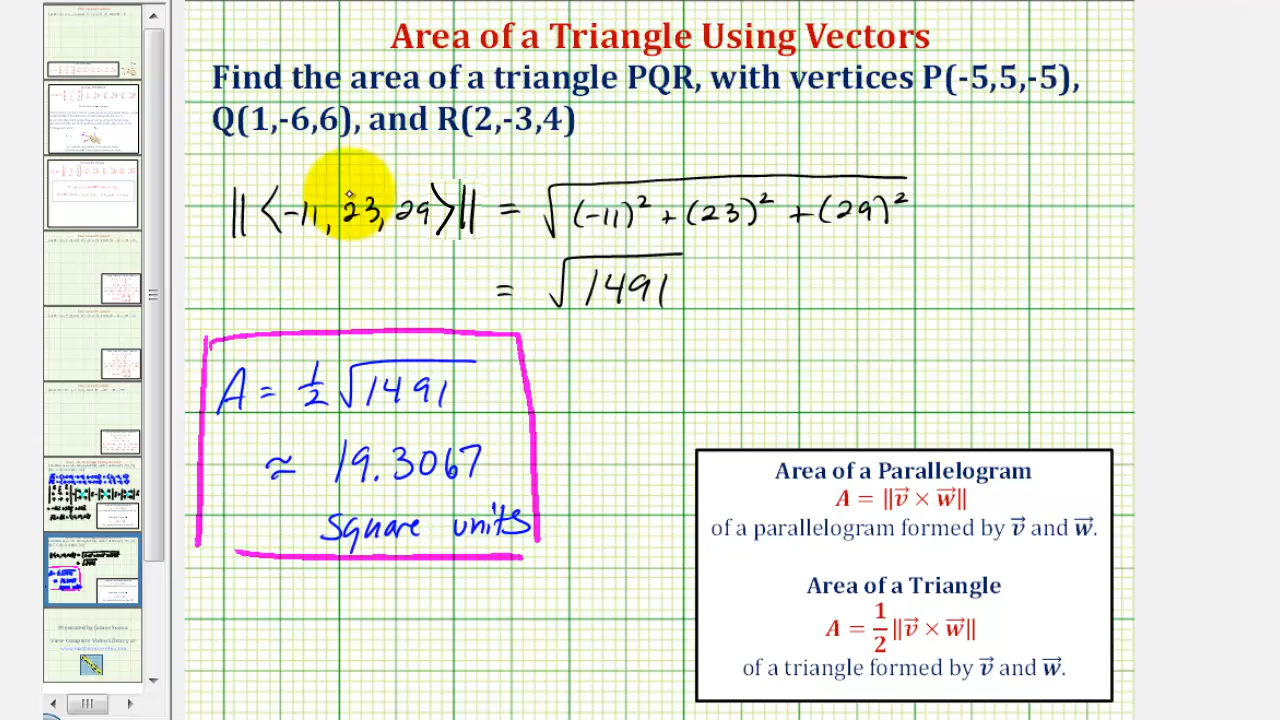 Area of a Triangle Using Vectors
Find the area of a triangle PQR, with vertices P(-5,5,-5),
Q(1,-6,6), and R(2,-3,4)
||⟨-11, 23, 29⟩|| = √(-11)² + (23)² + (29)²
= √1491
A = 1/2 √1491
≈ 19.3067
square units
Area of a Parallelogram
A = ‖v⃗ × w⃗‖
of a parallelogram formed by v⃗ and w⃗.
Area of a Triangle
A = 1/2 ‖v⃗ × w⃗‖
of a triangle formed by v⃗ and w⃗.